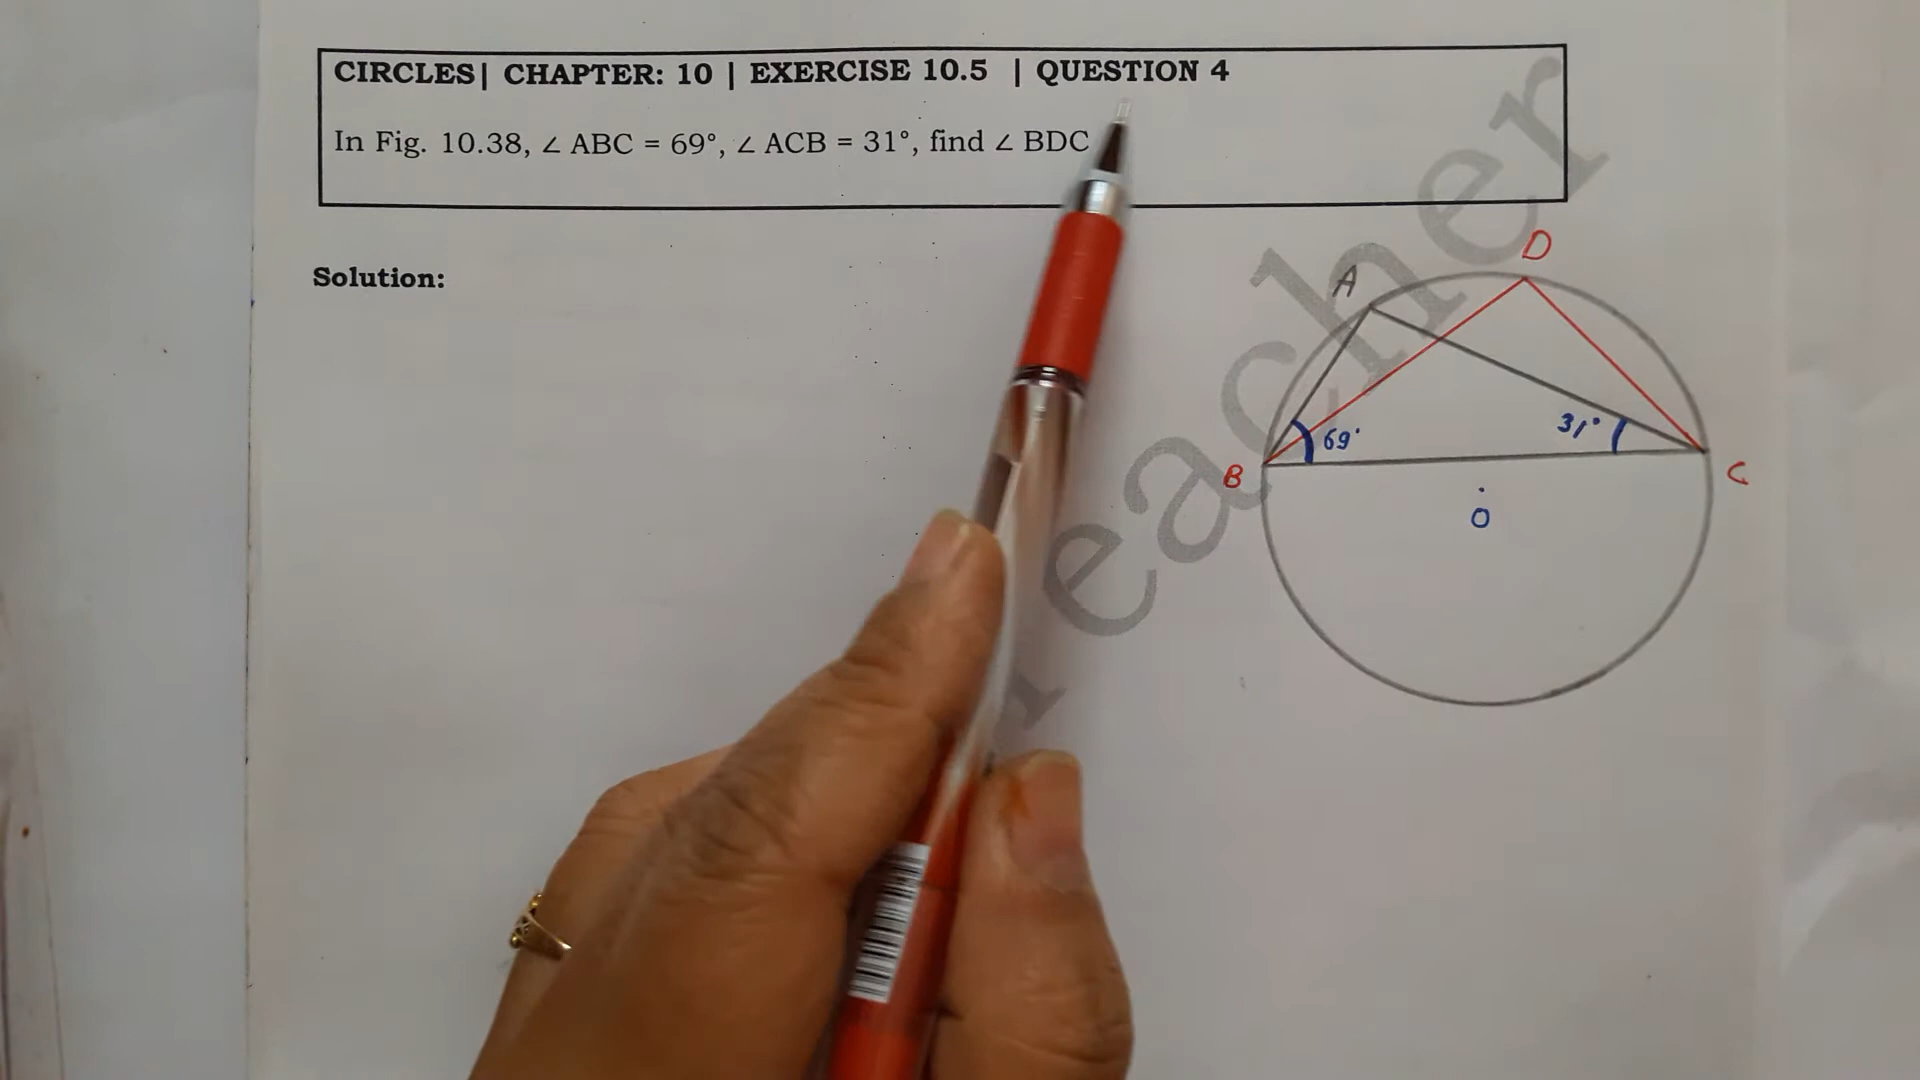 CIRCLES| CHAPTER: 10 | EXERCISE 10.5 | QUESTION 4
In Fig. 10.38, ∠ ABC = 69°, ∠ ACB = 31°, find ∠ BDC
Solution:
D
A
69°
31°
B
C
O
eacher